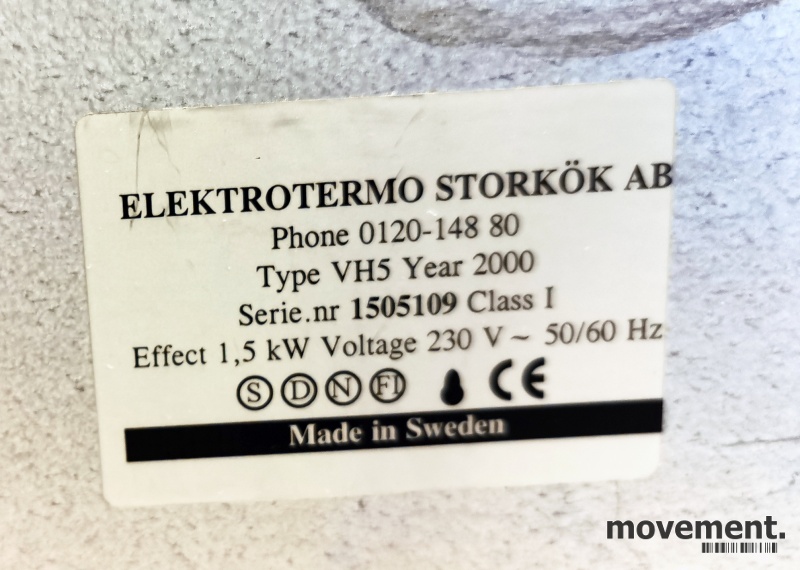 ELEKTROTERMO STORKÖK AB
Phone 0120-148 80
Type VH5 Year 2000
Serie.nr 1505109 Class I
Effect 1,5 kW Voltage 230 V ~ 50/60 Hz
S D N FI CE
Made in Sweden
movement.